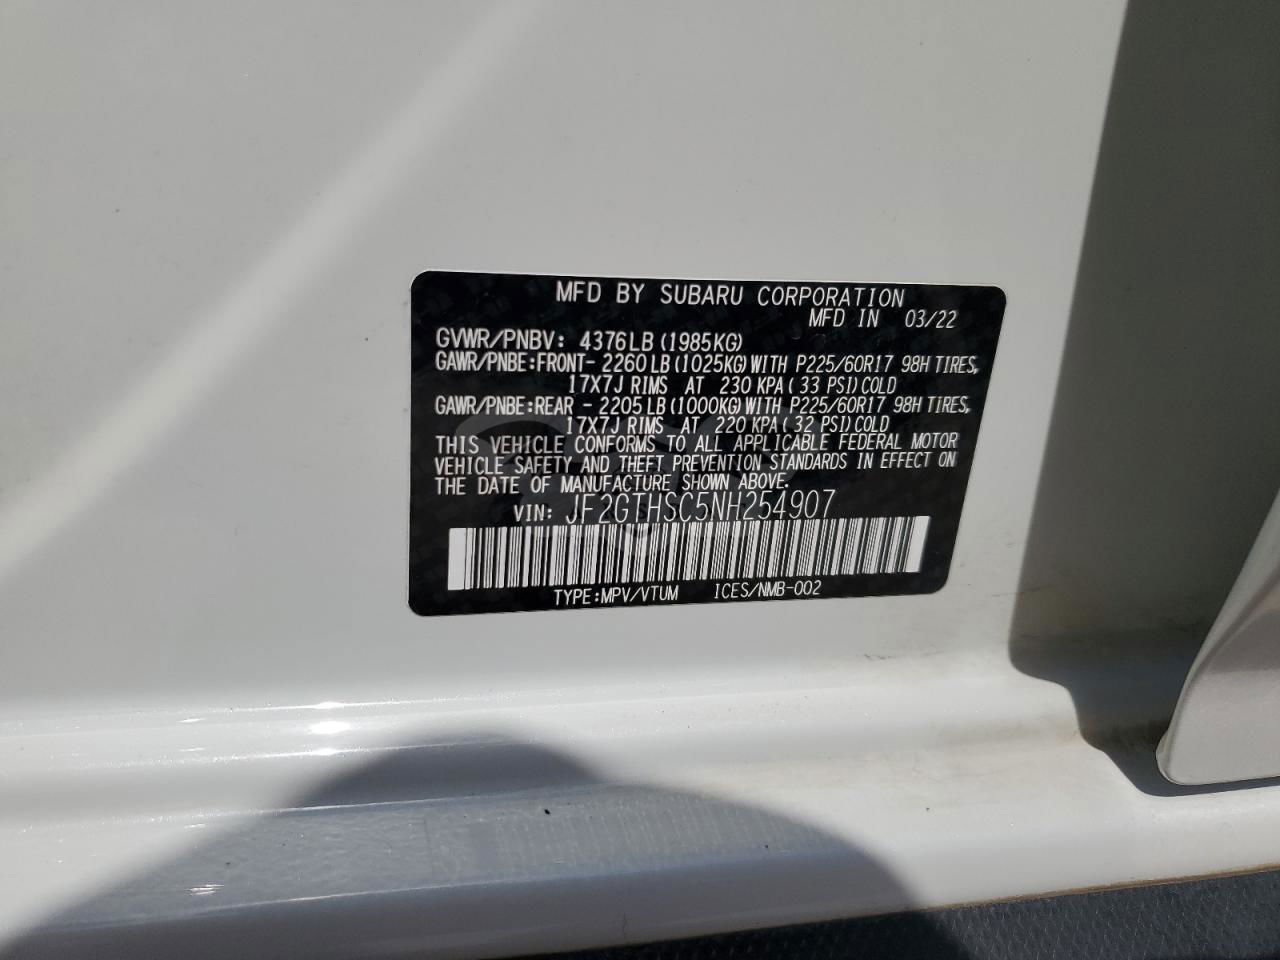 MFD BY SUBARU CORPORATION
MFD IN 03/22
GVWR/PNBV: 4376LB(1985KG)
GAWR/PNBE:FRONT- 2260LB(1025KG)WITH P225/60R17 98H TIRES,
17X7J RIMS AT 230 KPA( 33 PSI)COLD
GAWR/PNBE:REAR - 2205LB(1000KG)WITH P225/60R17 98HTIRES,
17X7J RIMS AT 220 KPA( 32 PSI)COLD
THIS VEHICLE CONFORMS TO ALL APPLICABLE FEDERAL MOTOR
VEHICLE SAFETY AND THEFT PREVENTION STANDARDS IN EFFECT ON
THE DATE OF MANUFACTURE SHOWN ABOVE.
VIN: JF2GTHSC5NH254907
TYPE:MPV/VTUM ICES/NMB-002